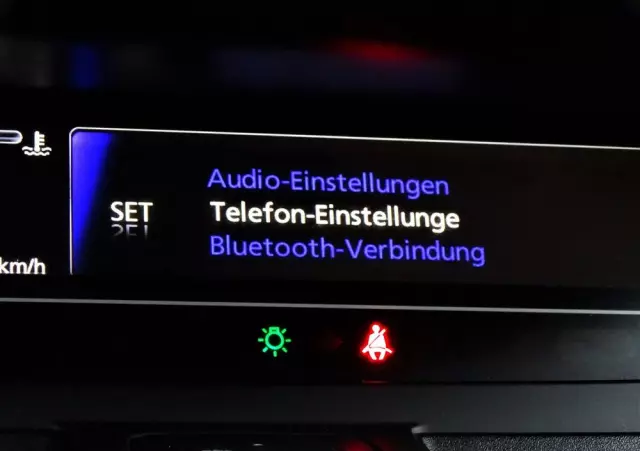 Audio-Einstellungen
SET
Telefon-Einstellunge
Bluetooth-Verbindung
km/h